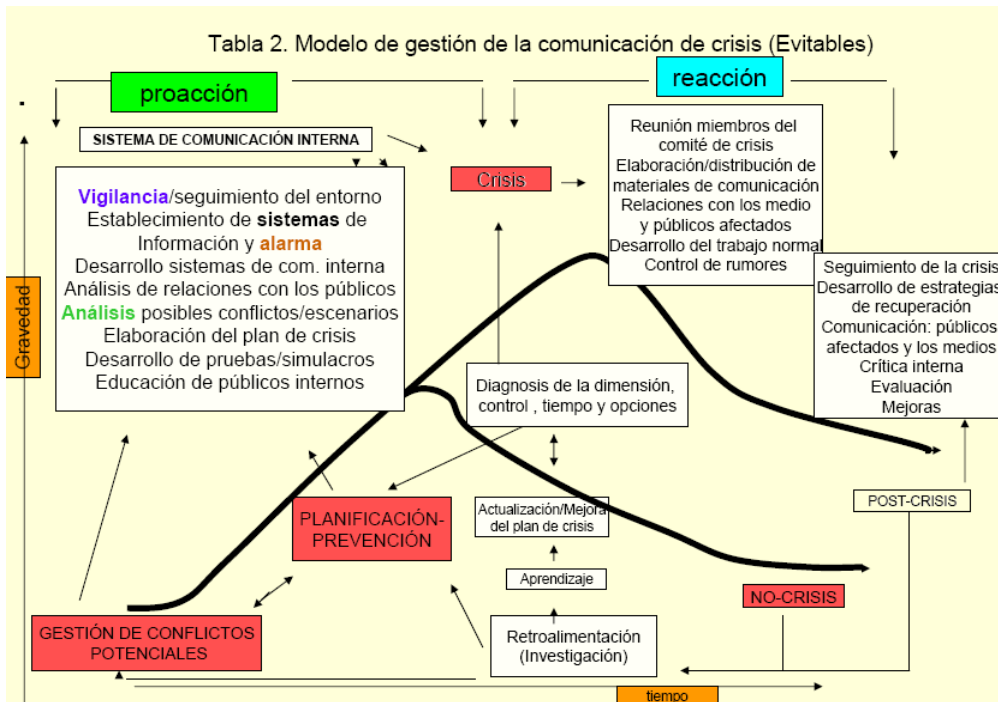 Tabla 2. Modelo de gestión de la comunicación de crisis (Evitables)
proacción
reacción
SISTEMA DE COMUNICACIÓN INTERNA
Vigilancia/seguimiento del entorno
Establecimiento de sistemas de
Información y alarma
Desarrollo sistemas de com. interna
Análisis de relaciones con los públicos
Análisis posibles conflictos/escenarios
Elaboración del plan de crisis
Desarrollo de pruebas/simulacros
Educación de públicos internos
Crisis
Reunión miembros del
comité de crisis
Elaboración/distribución de
materiales de comunicación
Relaciones con los medio
y públicos afectados
Desarrollo del trabajo normal
Control de rumores
Seguimiento de la crisis
Desarrollo de estrategias
de recuperación
Comunicación: públicos
afectados y los medios
Crítica interna
Evaluación
Mejoras
Gravedad
Diagnosis de la dimensión,
control , tiempo y opciones
PLANIFICACIÓN-
PREVENCIÓN
Actualización/Mejora
del plan de crisis
POST-CRISIS
Aprendizaje
NO-CRISIS
GESTIÓN DE CONFLICTOS
POTENCIALES
Retroalimentación
(Investigación)
tiempo